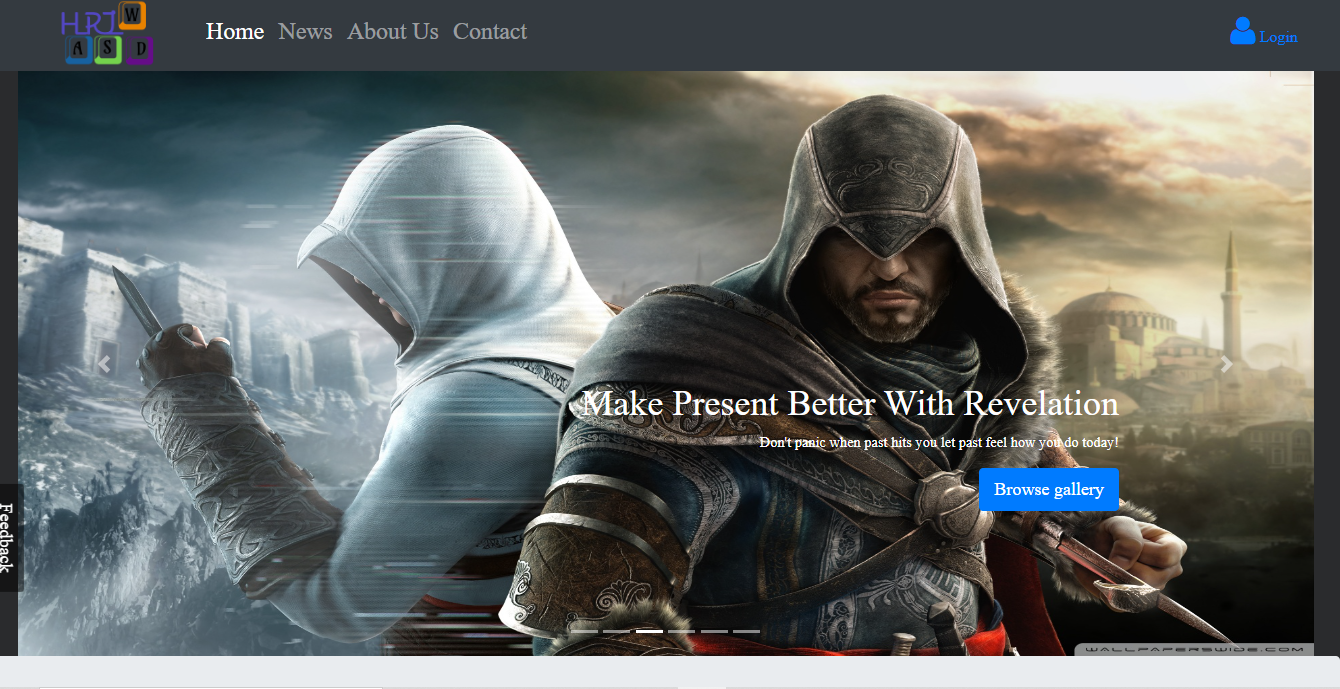 HRJ W
A S D
Home News About Us Contact
Login
Make Present Better With Revelation
Don't panic when past hits you let past feel how you do today!
Browse gallery
Feedback
WALLPAPERSWIDE.COM